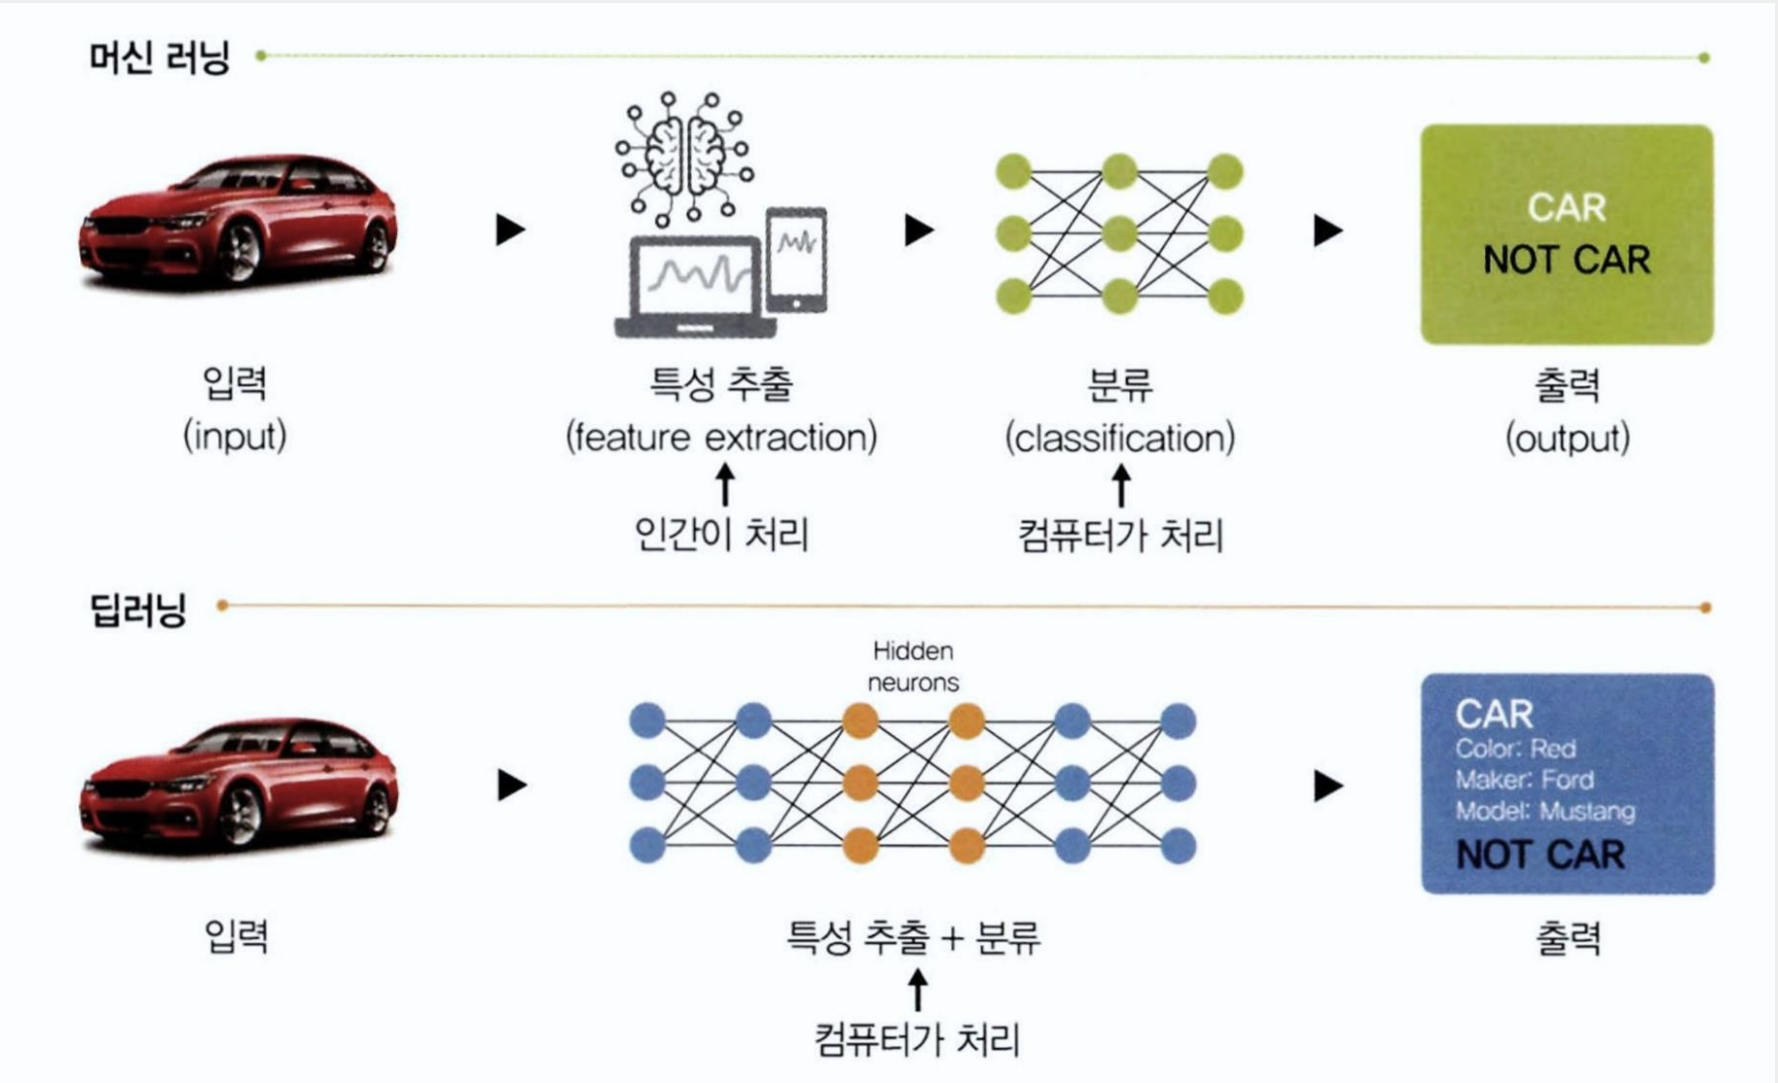 머신 러닝
CAR
NOT CAR
입력
(input)
특성 추출
(feature extraction)
인간이 처리
분류
(classification)
컴퓨터가 처리
출력
(output)
딥러닝
Hidden
neurons
CAR
Color: Red
Maker: Ford
Model: Mustang
NOT CAR
입력
특성 추출 + 분류
컴퓨터가 처리
출력